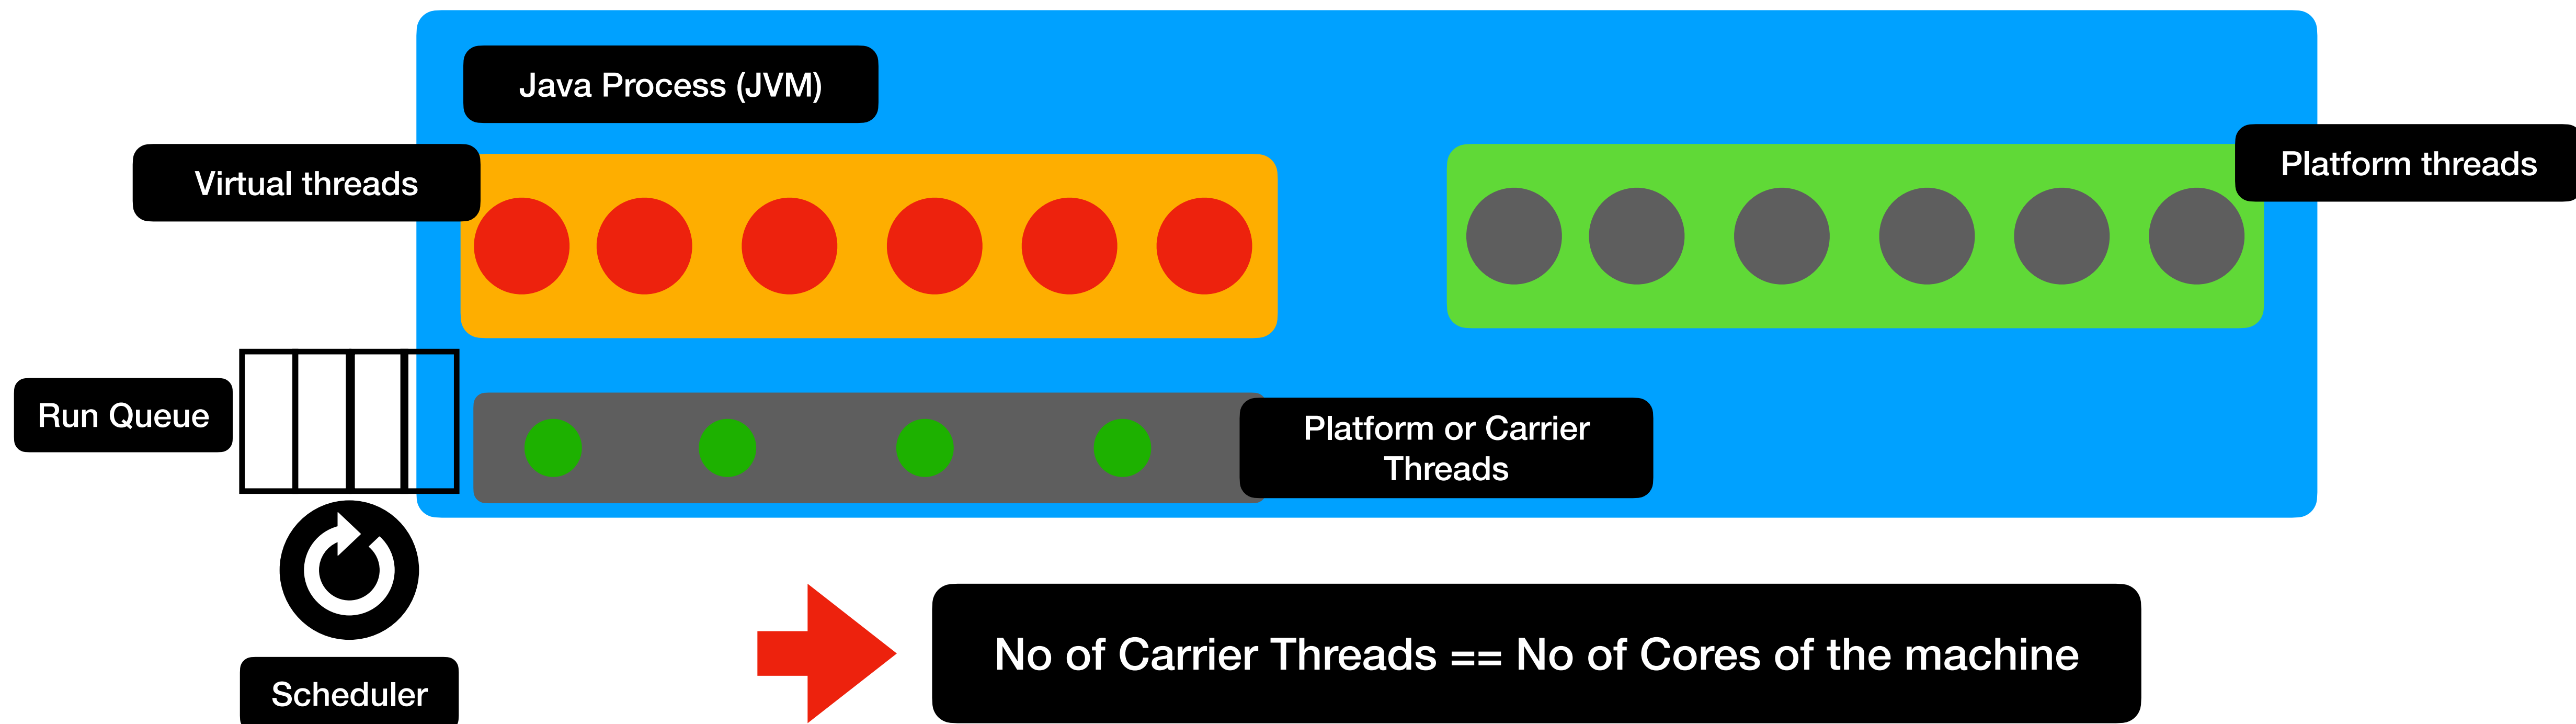 Java Process (JVM)
Virtual threads
Platform threads
Run Queue
Platform or Carrier
Threads
Scheduler
No of Carrier Threads == No of Cores of the machine